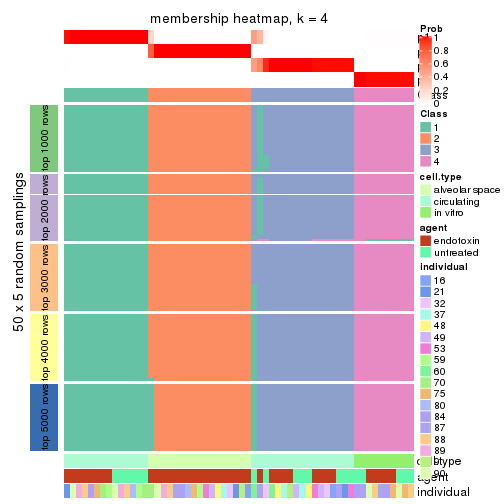 membership heatmap, k = 4
50 x 5 random samplings
top 1000 rows
top 2000 rows
top 3000 rows
top 4000 rows
top 5000 rows
Prob
1
0.8
0.6
0.4
0.2
0
Class
1
2
3
4
cell.type
alveolar space
circulating
in vitro
agent
endotoxin
untreated
individual
16
21
32
37
48
49
53
59
60
70
75
80
84
87
88
89
90
agent
individual